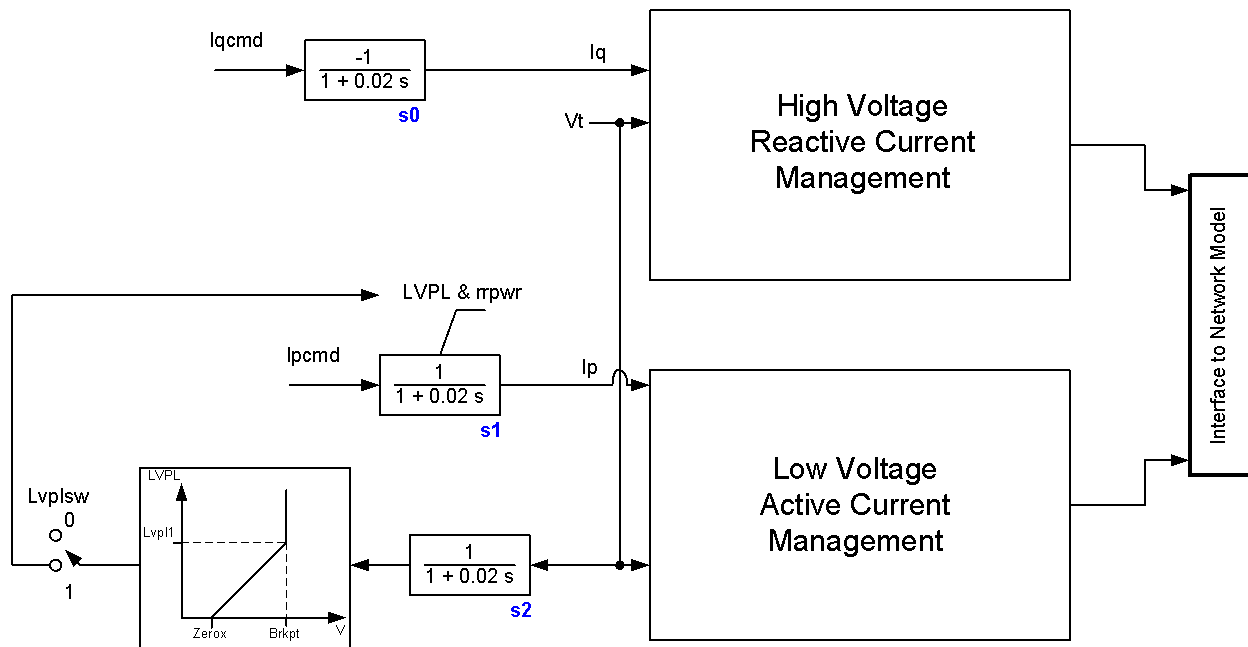 Iqcmd
-1
1 + 0.02 s
s0
Iq
Vt
High Voltage
Reactive Current
Management
Interface to Network Model
LVPL & rrpwr
Ipcmd
1
1 + 0.02 s
s1
Ip
Low Voltage
Active Current
Management
Lvplsw
0
1
LVPL
Lvpl1
Zerox
Brkpt
V
1
1 + 0.02 s
s2